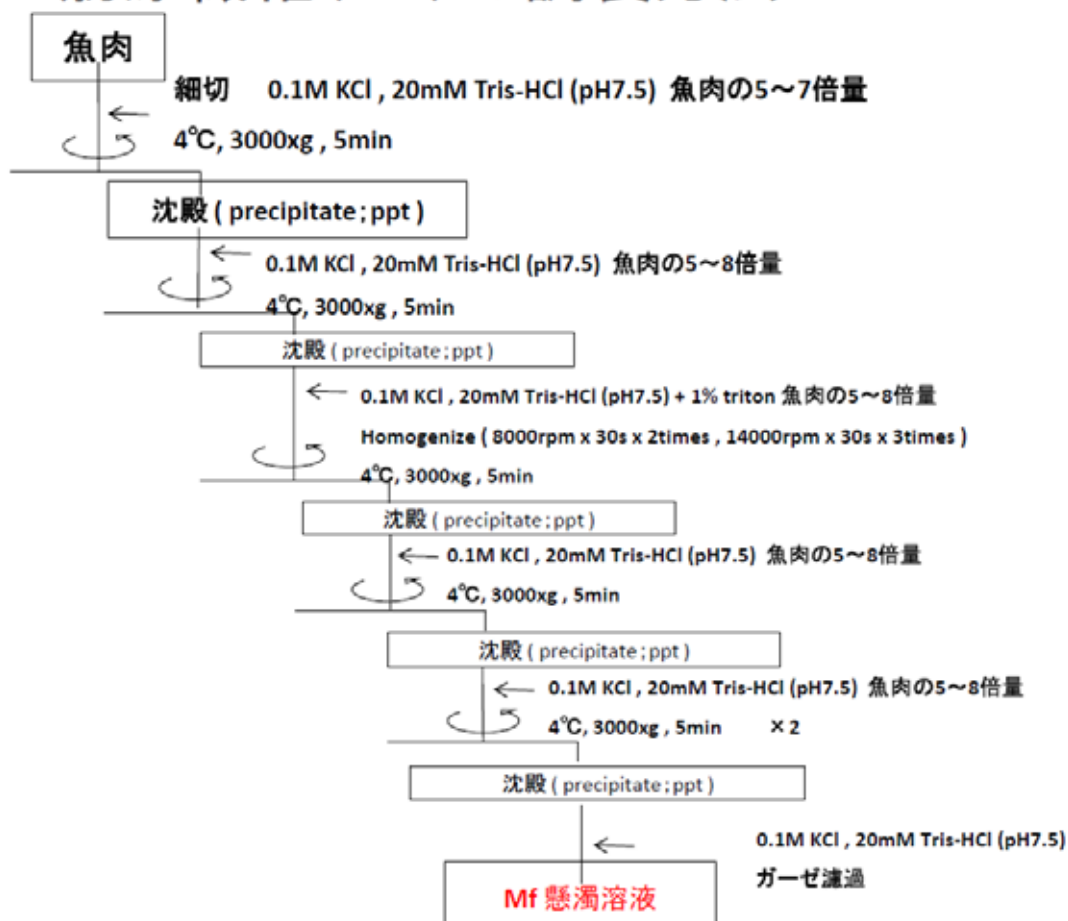 魚肉
細切 0.1M KCl , 20mM Tris-HCl (pH7.5) 魚肉の5～7倍量
4℃, 3000xg , 5min
沈殿 ( precipitate ; ppt )
0.1M KCl , 20mM Tris-HCl (pH7.5) 魚肉の5～8倍量
4℃, 3000xg , 5min
沈殿 ( precipitate ; ppt )
0.1M KCl , 20mM Tris-HCl (pH7.5) + 1% triton 魚肉の5～8倍量
Homogenize ( 8000rpm x 30s x 2times , 14000rpm x 30s x 3times )
4℃, 3000xg , 5min
沈殿 ( precipitate ; ppt )
0.1M KCl , 20mM Tris-HCl (pH7.5) 魚肉の5～8倍量
4℃, 3000xg , 5min
沈殿 ( precipitate ; ppt )
0.1M KCl , 20mM Tris-HCl (pH7.5) 魚肉の5～8倍量
4℃, 3000xg , 5min ×2
沈殿 ( precipitate ; ppt )
0.1M KCl , 20mM Tris-HCl (pH7.5)
ガーゼ濾過
Mf 懸濁溶液